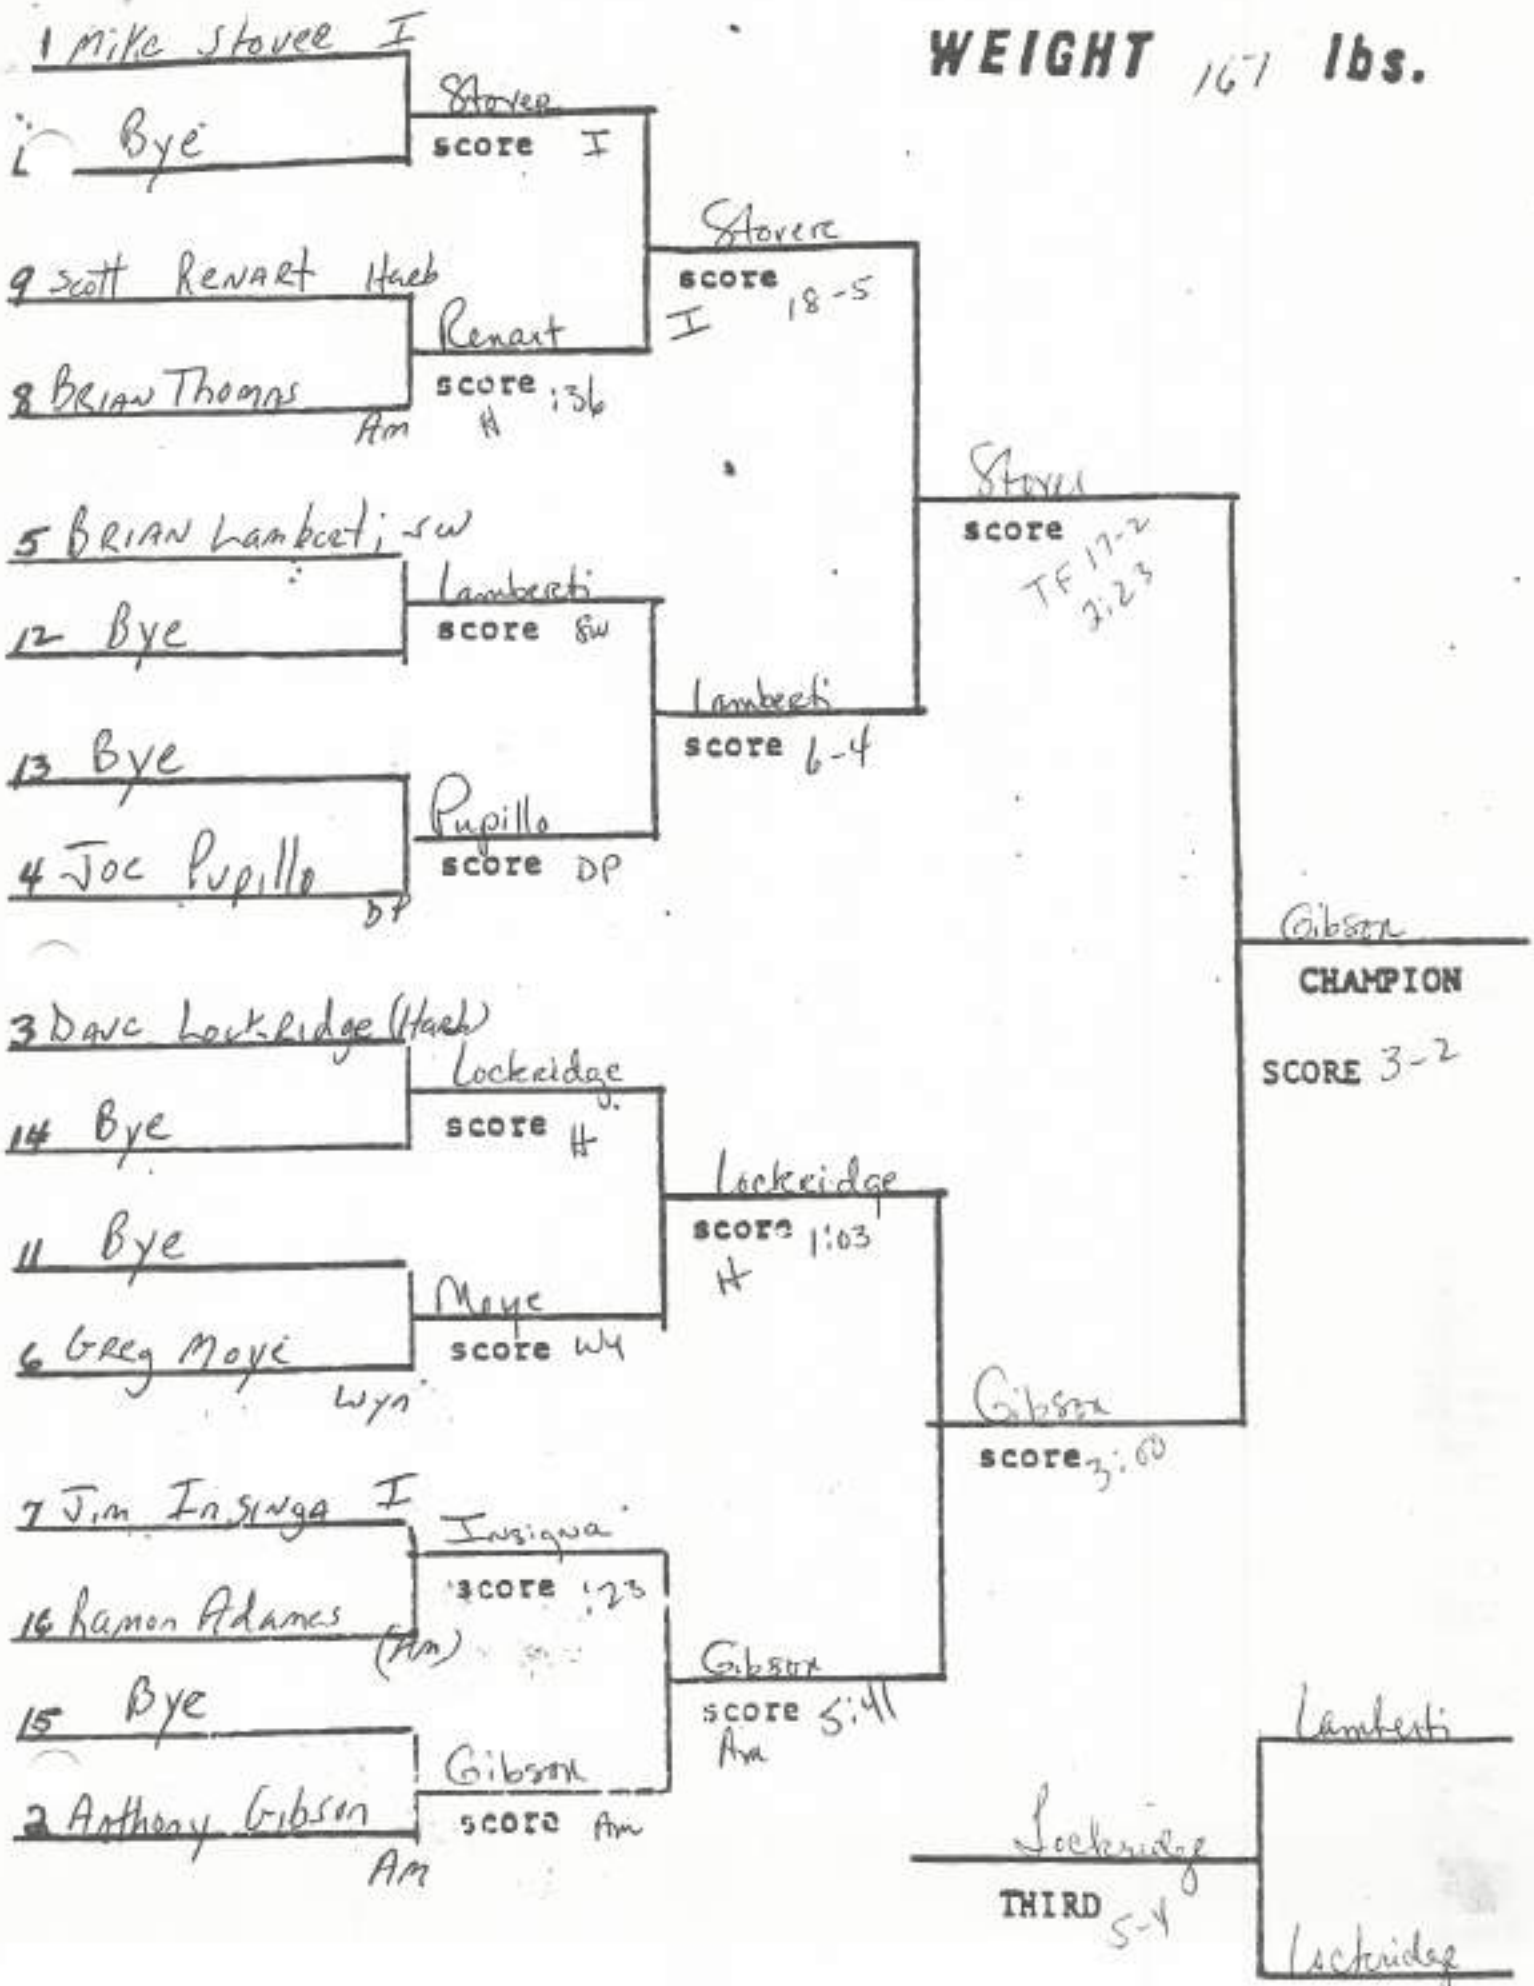 WEIGHT 167 lbs.
1 Mike Stover I
Bye
Stover
score I
9 Scott Renart Harb
8 Brian Thomas
Am
Renart
score :36
H
Stover
score 18-5
I
5 Brian Lamberti SW
12 Bye
Lamberti
score SW
13 Bye
4 Joe Pupillo
DP
Pupillo
score DP
Lamberti
score 6-4
Stover
score
TF 17-2
2:23
3 Dave Lockridge (Harb)
14 Bye
Lockridge
score H
11 Bye
6 Greg Moye
Wyn
Moye
score Wy
Lockridge
score 1:03
H
7 Jim Insinga I
16 Ramon Adames
(Am)
Insigna
score :23
15 Bye
2 Anthony Gibson
Am
Gibson
score Am
Gibson
score 5:41
Am
Gibson
score 3:00
Gibson
CHAMPION
SCORE 3-2
Lamberti
Lockridge
THIRD 5-4
Lockridge